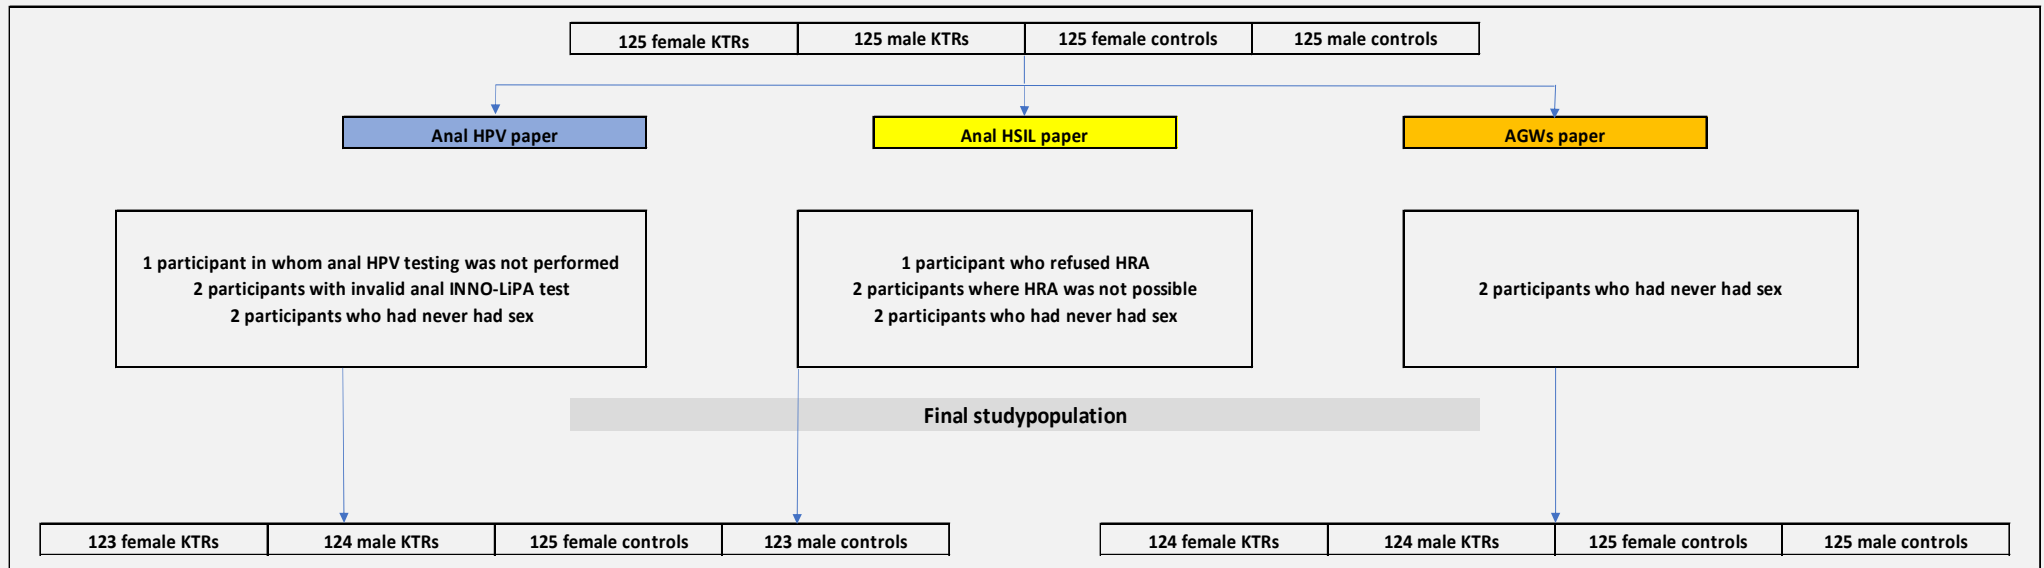 125 female KTRs 125 male KTRs 125 female controls 125 male controls
Anal HPV paper Anal HSIL paper AGWs paper
1 participant in whom anal HPV testing was not performed
2 participants with invalid anal INNO-LiPA test
2 participants who had never had sex
1 participant who refused HRA
2 participants where HRA was not possible
2 participants who had never had sex
2 participants who had never had sex
Final studypopulation
123 female KTRs 124 male KTRs 125 female controls 123 male controls
124 female KTRs 124 male KTRs 125 female controls 125 male controls